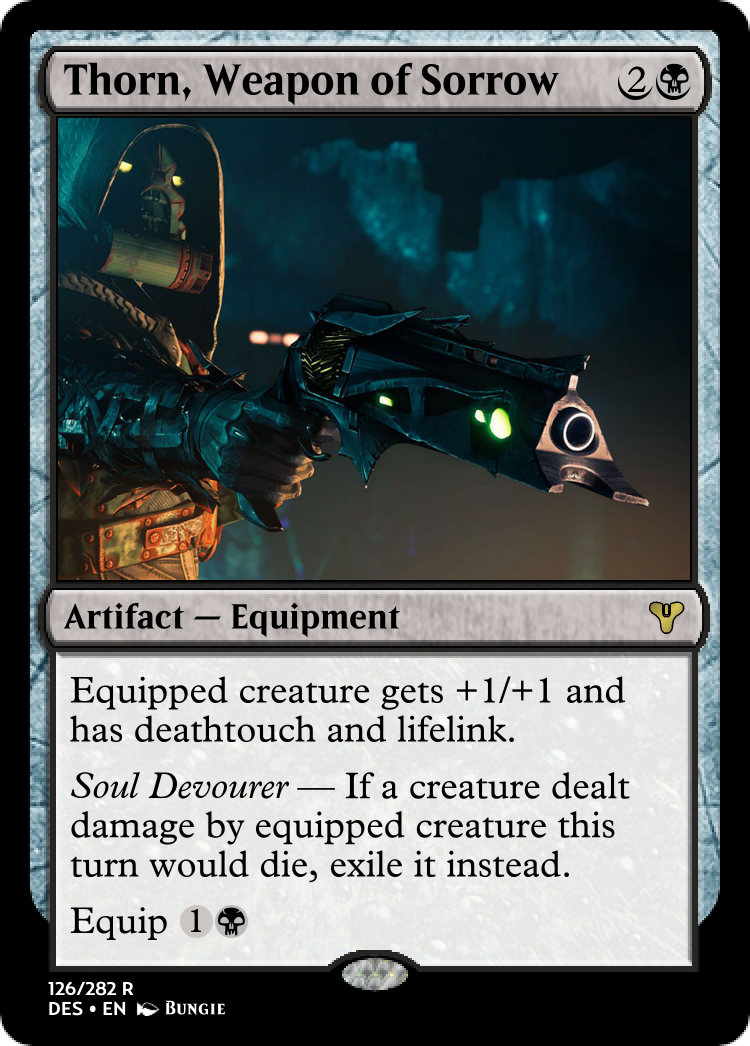 Thorn, Weapon of Sorrow 2
Artifact — Equipment
Equipped creature gets +1/+1 and
has deathtouch and lifelink.
Soul Devourer — If a creature dealt
damage by equipped creature this
turn would die, exile it instead.
Equip 1
126/282 R
DES • EN Bungie